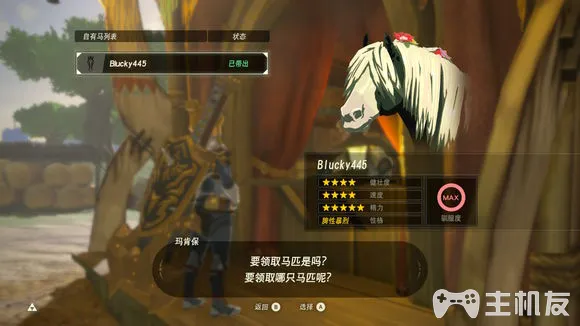 自有马列表 状态
Blucky445 已带出
Blucky445
★★★★ 健壮度
★★★★ 速度
★★★★★ 精力
脾性暴烈 性格
MAX
驯服度
玛肯保
要领取马匹是吗?
要领取哪只马匹呢?
返回 B 选择 A
主机友